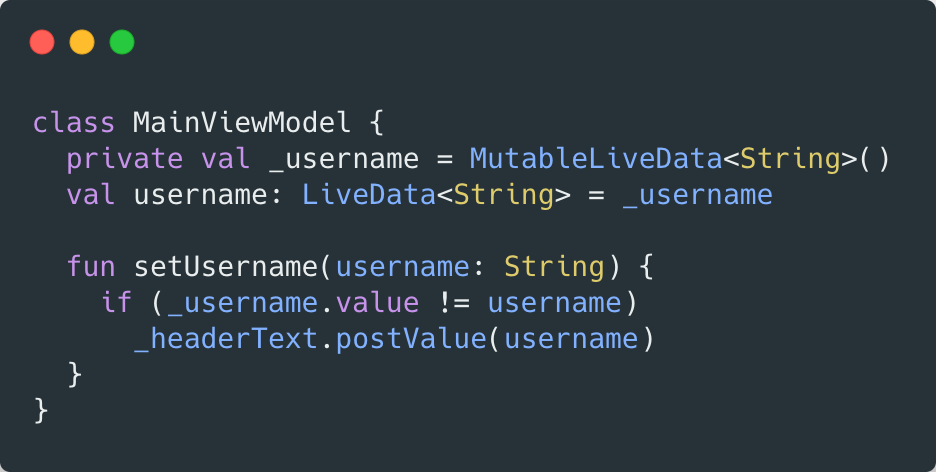 class MainViewModel {
  private val _username = MutableLiveData<String>()
  val username: LiveData<String> = _username

  fun setUsername(username: String) {
    if (_username.value != username)
      _headerText.postValue(username)
  }
}